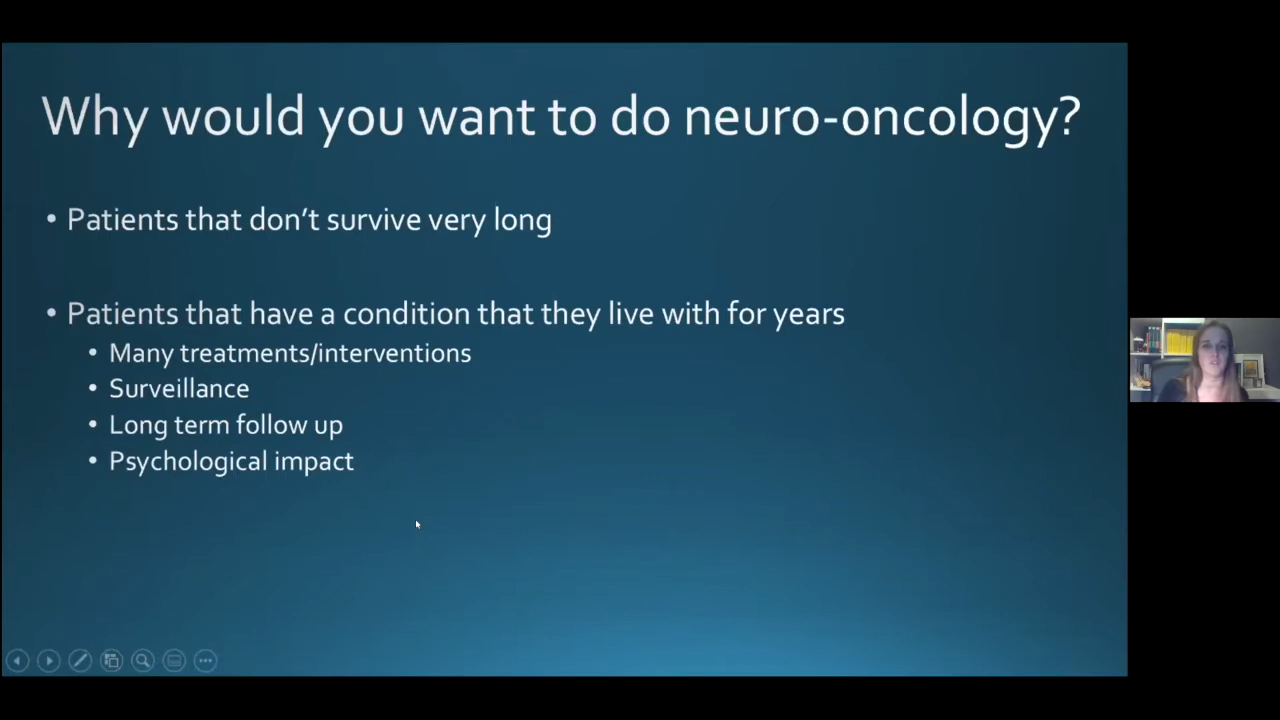 Why would you want to do neuro-oncology?
• Patients that don’t survive very long
• Patients that have a condition that they live with for years
• Many treatments/interventions
• Surveillance
• Long term follow up
• Psychological impact